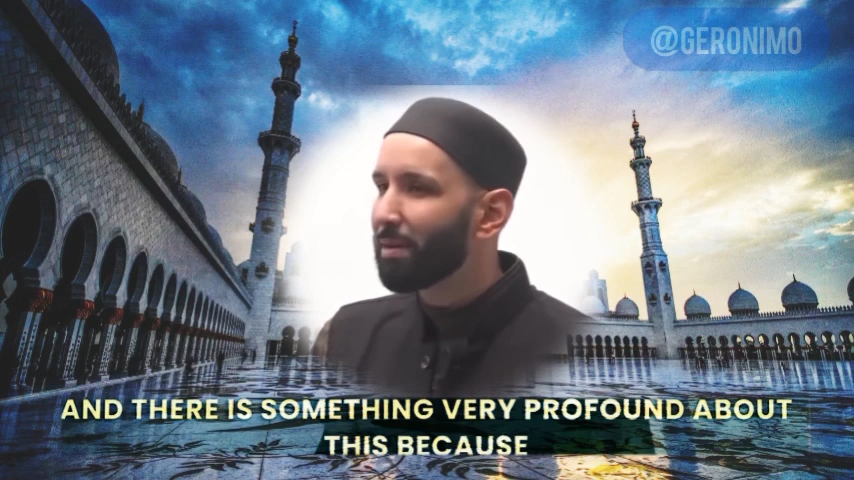 @GERONIMO
AND THERE IS SOMETHING VERY PROFOUND ABOUT
THIS BECAUSE